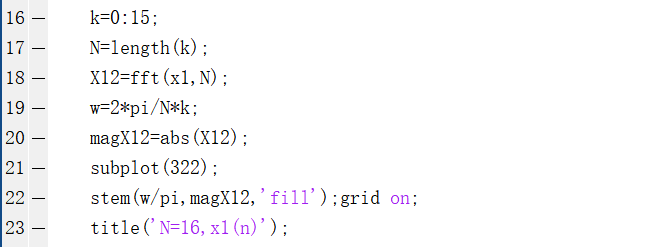 16 — k=0:15;
17 — N=length(k);
18 — X12=fft(x1,N);
19 — w=2*pi/N*k;
20 — magX12=abs(X12);
21 — subplot(322);
22 — stem(w/pi,magX12,'fill');grid on;
23 — title('N=16,x1(n)');